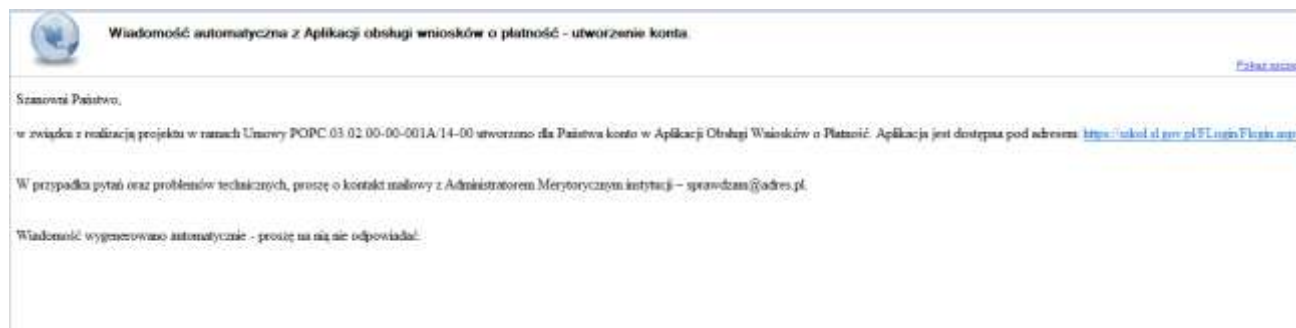 Wiadomość automatyczna z Aplikacji obsługi wniosków o płatność - utworzenie konta.
Pokaż
Szanowni Państwo,
w związku z realizacją projektu w ramach Umowy POPC.03.02.00-00-001A/14-00 utworzono dla Państwa konto w Aplikacji Obsługi Wniosków o Płatność. Aplikacja jest dostępna pod adresem:
W przypadku pytań oraz problemów technicznych, proszę o kontakt mailowy z Administratorem Merytorycznym instytucji – sprawdzam@adres.pl.
Wiadomość wygenerowano automatycznie - proszę na nią nie odpowiadać.